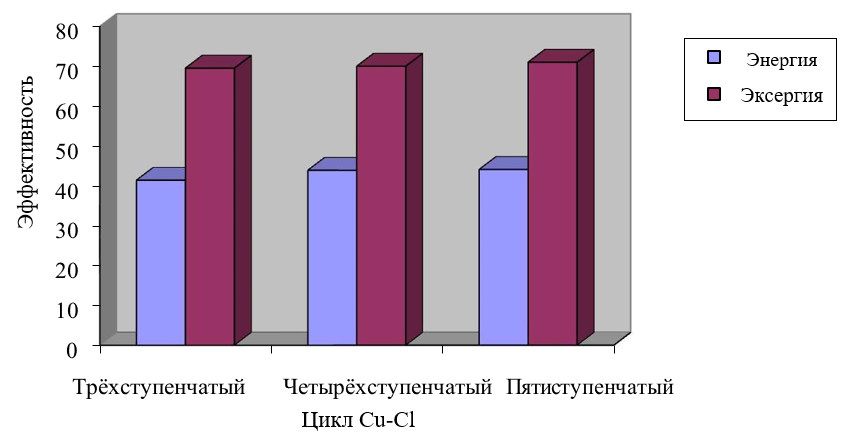 80
70
60
50
40
30
20
10
0
Эффективность
Трёхступенчатый
Четырёхступенчатый
Пятиступенчатый
Цикл Cu-Cl
Энергия
Эксергия